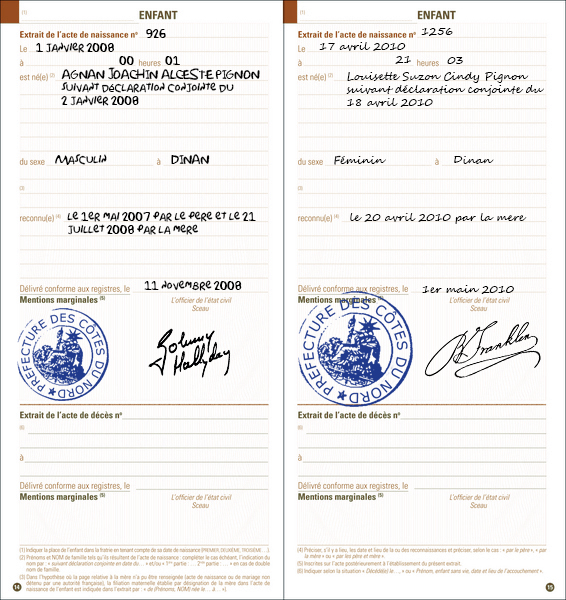 (1)
ENFANT
Extrait de l'acte de naissance n° 926
Le 1 JANVIER 2008
à 00 heures 01
est né(e) (2) AGNAN JOACHIN ALCESTE PIGNON
SUIVANT DÉCLARATION CONJOINTE DU
2 JANVIER 2008
du sexe MASCULIN à DINAN
(3)
reconnu(e) (4) LE 1ER MAI 2007 PAR LE PERE ET LE 21
JUILLET 2008 PAR LA MERE
Délivré conforme aux registres, le 11 NOVEMBRE 2008
Mentions marginales (5) L'officier de l'état civil
Sceau
PREFECTURE DES CÔTES DU NORD
Johnny
Hallyday
Extrait de l'acte de décès n°
(6)
à
Délivré conforme aux registres, le
Mentions marginales (5) L'officier de l'état civil
Sceau
(1) Indiquer la place de l'enfant dans la fratrie en tenant compte de sa date de naissance (PREMIER, DEUXIÈME, TROISIÈME, ...).
(2) Prénoms et NOM de famille tels qu'ils résultent de l'acte de naissance : compléter le cas échéant, l'indication du
nom par : « suivant déclaration conjointe en date du ... » et/ou « 1ère partie : ... 2ème partie : ... » en cas de double
nom de famille.
(3) Dans l'hypothèse où la page relative à la mère n'a pu être renseignée (acte de naissance ou de mariage non
détenu par une autorité française), la filiation maternelle établie par désignation de la mère dans l'acte de
naissance de l'enfant est indiquée dans l'extrait par : « de (Prénoms, NOM) née le ... à ... »).
14
(1)
ENFANT
Extrait de l'acte de naissance n° 1256
Le 17 avril 2010
à 21 heures 03
est né(e) (2) Louisette Suzon Cindy Pignon
suivant déclaration conjointe du
18 avril 2010
du sexe Féminin à Dinan
(3)
reconnu(e) (4) le 20 avril 2010 par la mere
Délivré conforme aux registres, le 1er main 2010
Mentions marginales (5) L'officier de l'état civil
Sceau
PREFECTURE DES CÔTES DU NORD
B. Franklin
Extrait de l'acte de décès n°
(6)
à
Délivré conforme aux registres, le
Mentions marginales (5) L'officier de l'état civil
Sceau
(4) Préciser, s'il y a lieu, les date et lieu de la ou des reconnaissances et préciser, selon le cas : « par le père », « par
la mère » ou « par les père et mère ».
(5) Inscrites sur l'acte postérieurement à l'établissement du présent extrait.
(6) Indiquer selon la situation « Décédé(e) le ... » ou « Prénom, enfant sans vie, date et lieu de l'accouchement ».
15